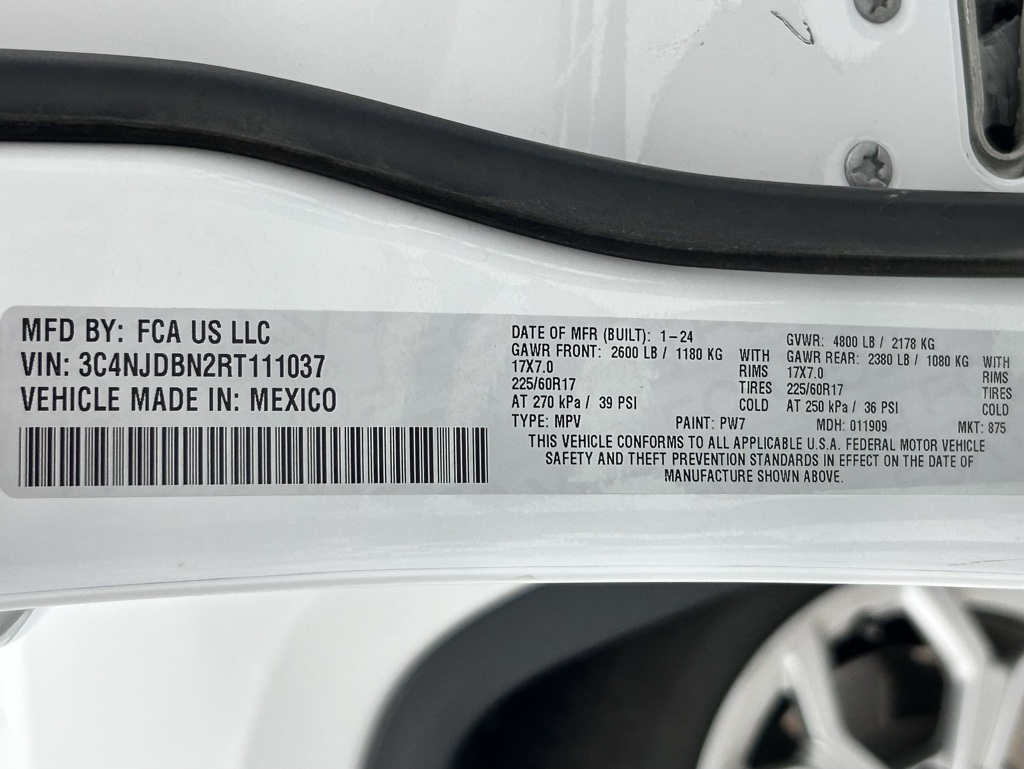 MFD BY: FCA US LLC
VIN: 3C4NJDBN2RT111037
VEHICLE MADE IN: MEXICO
DATE OF MFR (BUILT): 1-24
GAWR FRONT: 2600 LB / 1180 KG WITH
17X7.0 RIMS
225/60R17 TIRES
AT 270 kPa / 39 PSI COLD
TYPE: MPV PAINT: PW7
GVWR: 4800 LB / 2178 KG
GAWR REAR: 2380 LB / 1080 KG WITH
17X7.0 RIMS
225/60R17 TIRES
AT 250 kPa / 36 PSI COLD
MDH: 011909 MKT: 875
THIS VEHICLE CONFORMS TO ALL APPLICABLE U.S.A. FEDERAL MOTOR VEHICLE
SAFETY AND THEFT PREVENTION STANDARDS IN EFFECT ON THE DATE OF
MANUFACTURE SHOWN ABOVE.